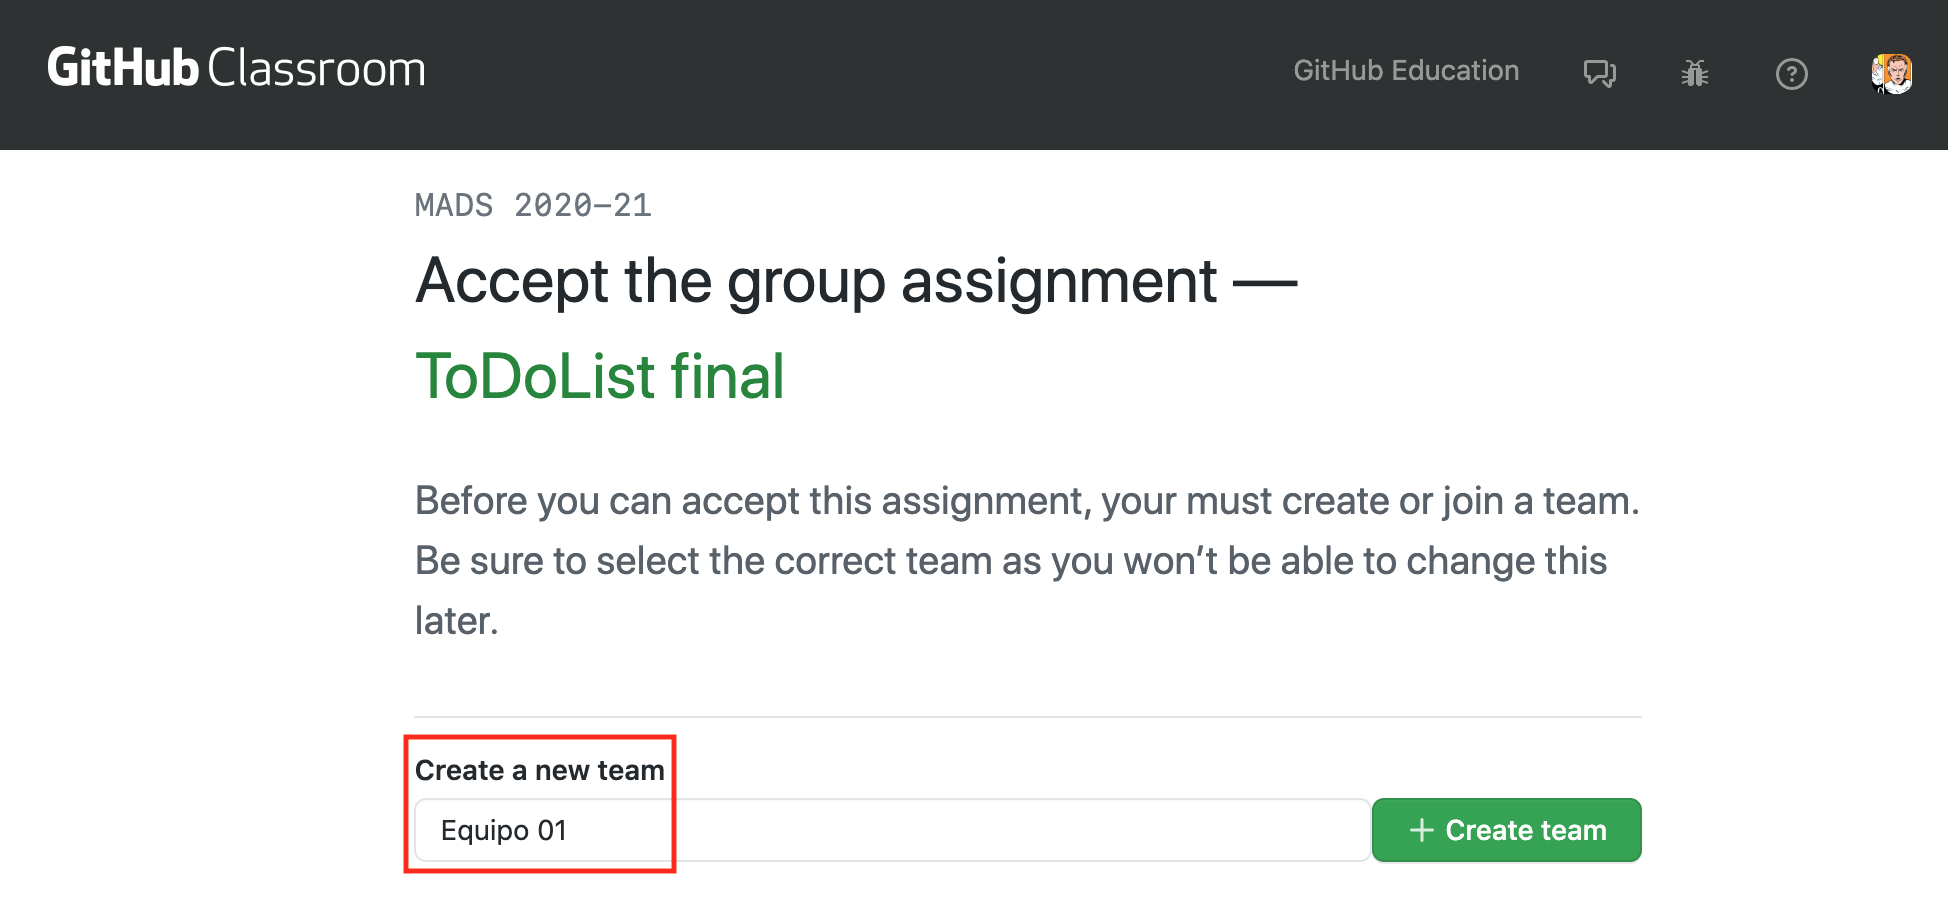 GitHub Classroom
GitHub Education
MADS 2020-21
Accept the group assignment —
ToDoList final
Before you can accept this assignment, your must create or join a team.
Be sure to select the correct team as you won’t be able to change this
later.
Create a new team
Equipo 01
+ Create team